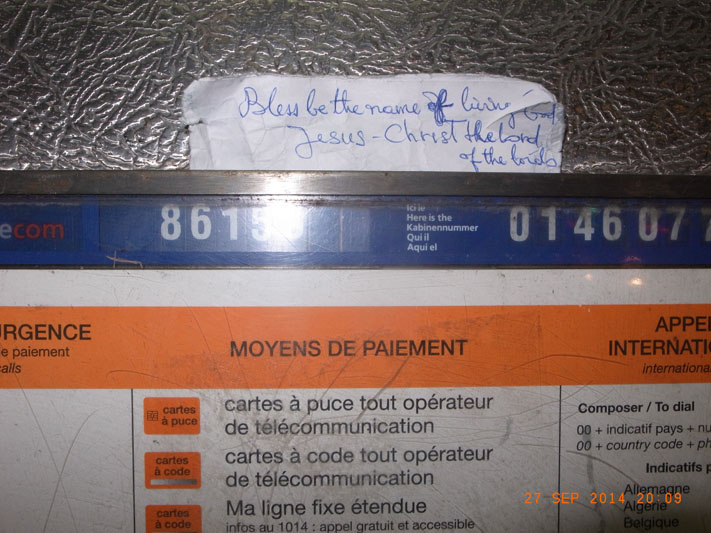 Bless be the name of living God
Jesus-Christ the Lord
of the lords
ecom
Ici le
Here is the
Kabinennummer
Qui il
Aqui el
0146077
URGENCE
e paiement
calls
MOYENS DE PAIEMENT
cartes
à puce
cartes à puce tout opérateur
de télécommunication
cartes
à code
cartes à code tout opérateur
de télécommunication
cartes
à code
Ma ligne fixe étendue
infos au 1014 : appel gratuit et accessible
APPEL
INTERNATIO
international
Composer / To dial
00 + indicatif pays + nu
00 + country code + ph
Indicatifs p
Allemagne
Algérie
Belgique
27 SEP 2014 20:09